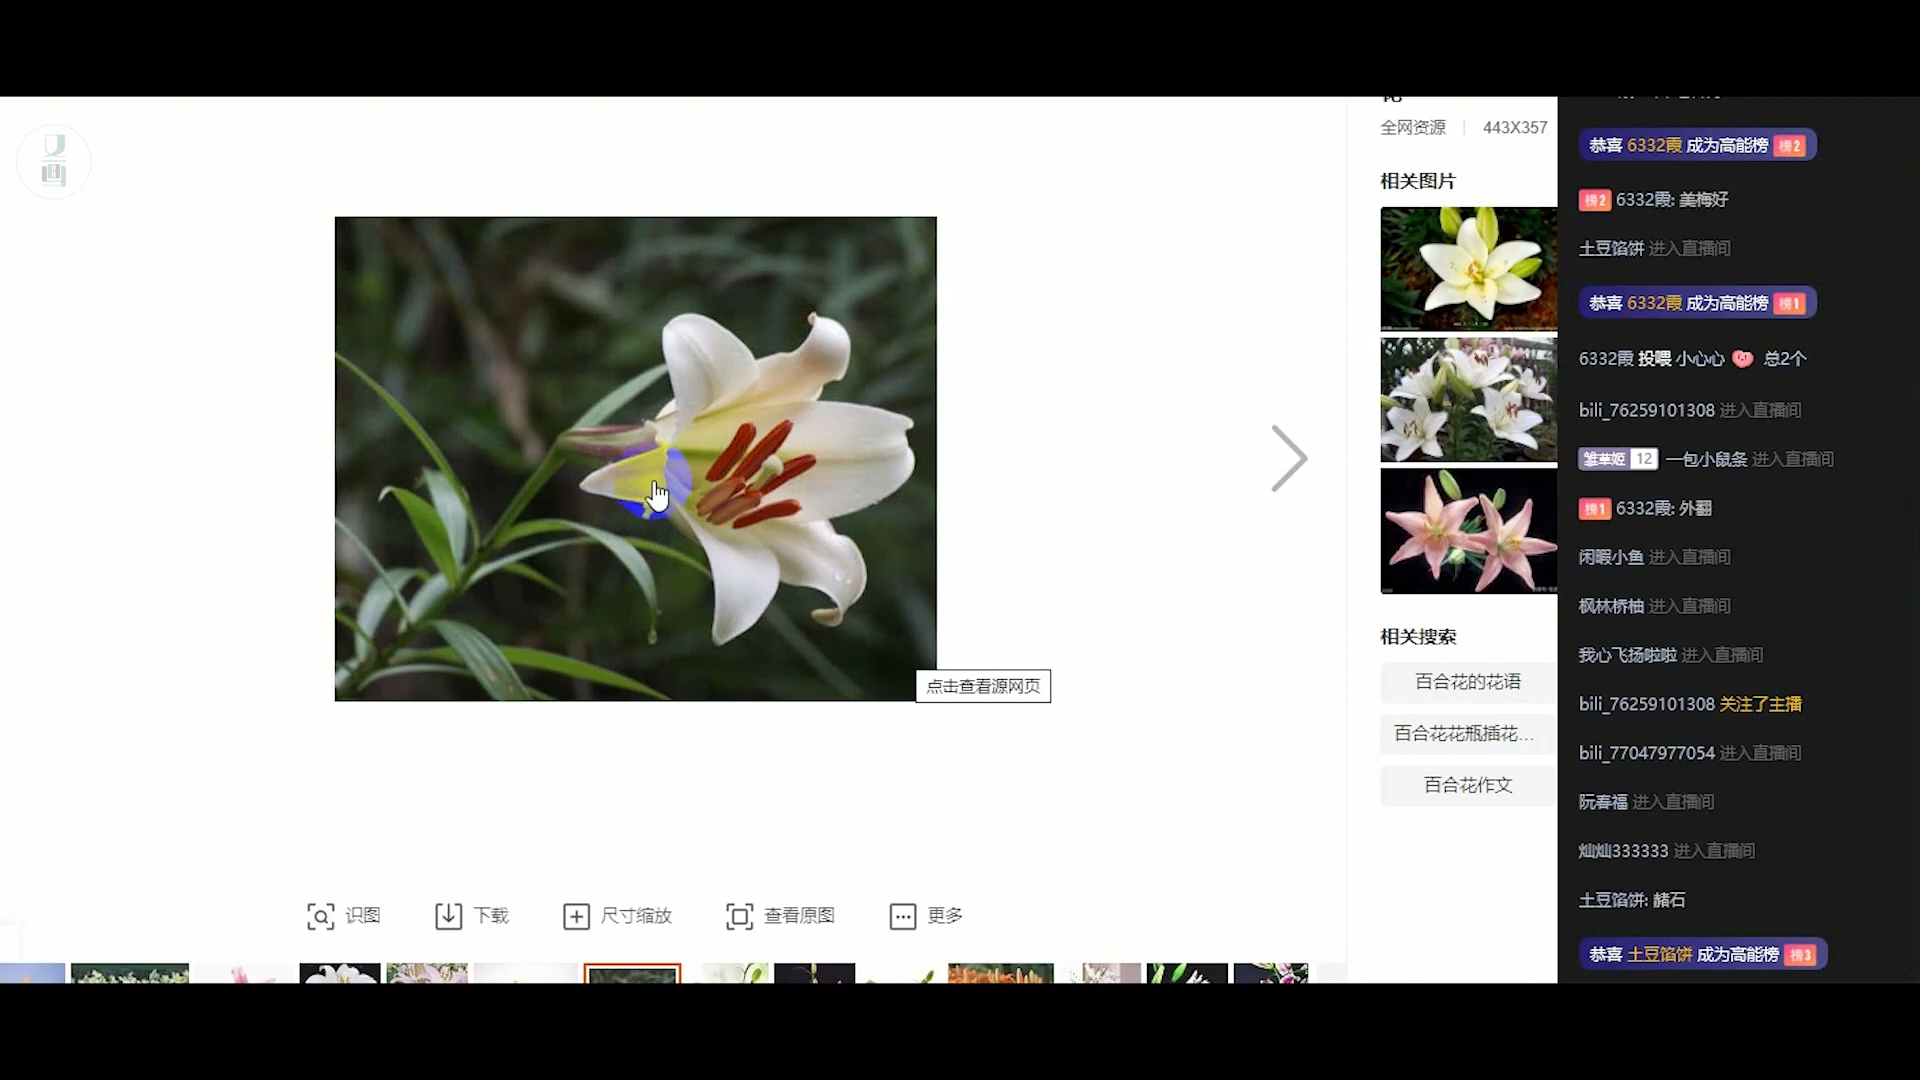 全网资源 443X357
相关图片
点击查看源网页
相关搜索
百合花的花语
百合花花瓶插花...
百合花作文
识图
下载
尺寸缩放
查看原图
更多
恭喜 6332霞 成为高能榜 榜2
榜2 6332霞: 美梅好
土豆馅饼 进入直播间
恭喜 6332霞 成为高能榜 榜1
6332霞 投喂 小心心 总2个
bili_76259101308 进入直播间
雏草姬 12 一包小鼠条 进入直播间
榜1 6332霞: 外翻
闲暇小鱼 进入直播间
枫林桥柚 进入直播间
我心飞扬啦啦 进入直播间
bili_76259101308 关注了主播
bili_77047977054 进入直播间
阮春福 进入直播间
灿灿333333 进入直播间
土豆馅饼: 赭石
恭喜 土豆馅饼 成为高能榜 榜3